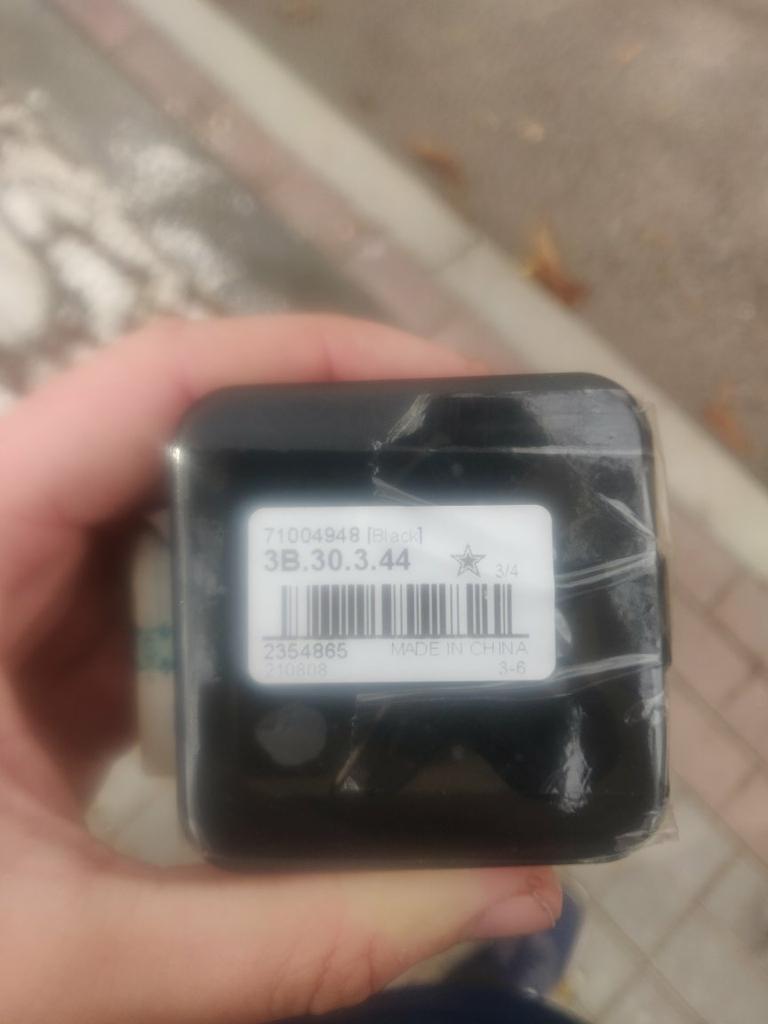 71004948 [Black]
3B.30.3.44
3/4
2354865 MADE IN CHINA
210808 3-6